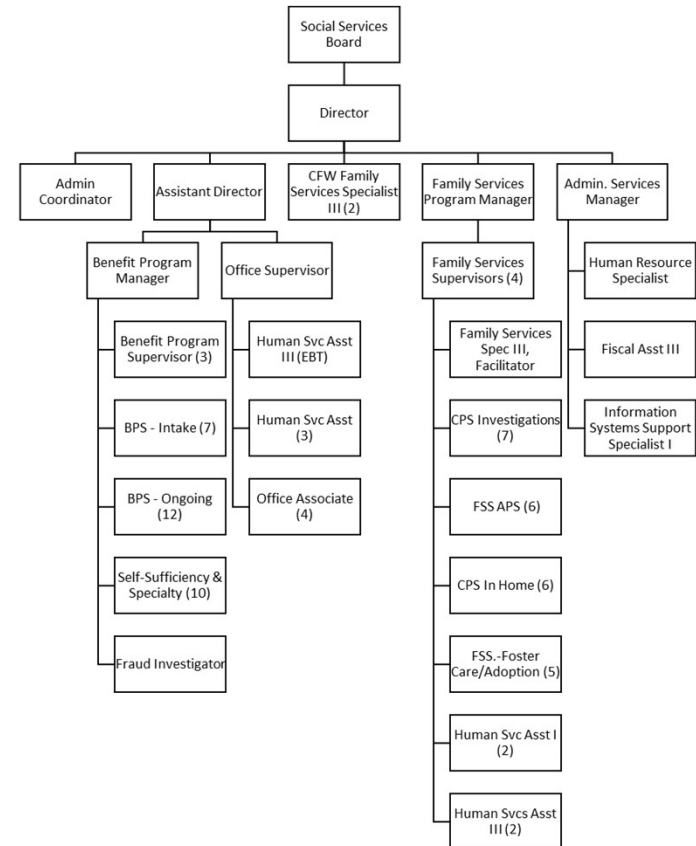 Social Services
Board
Director
Admin
Coordinator
Assistant Director
CFW Family
Services Specialist
III (2)
Family Services
Program Manager
Admin. Services
Manager
Benefit Program
Manager
Office Supervisor
Family Services
Supervisors (4)
Human Resource
Specialist
Benefit Program
Supervisor (3)
Human Svc Asst
III (EBT)
Family Services
Spec III,
Facilitator
Fiscal Asst III
BPS - Intake (7)
Human Svc Asst
(3)
CPS Investigations
(7)
Information
Systems Support
Specialist I
BPS - Ongoing
(12)
Office Associate
(4)
FSS APS (6)
Self-Sufficiency &
Specialty (10)
CPS In Home (6)
Fraud Investigator
FSS.-Foster
Care/Adoption (5)
Human Svc Asst I
(2)
Human Svcs Asst
III (2)